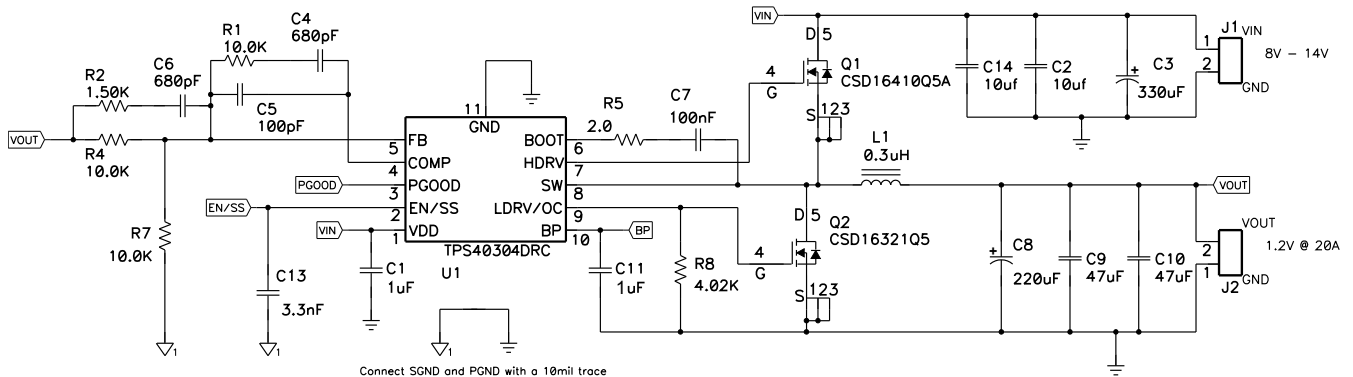 VIN
J1
VIN
1
2
8V – 14V
GND
D 5
Q1
CSD16410Q5A
4
G
S 123
C14
10uf
C2
10uf
C3
330uF
+
R1
10.0K
C4
680pF
C6
680pF
R2
1.50K
C5
100pF
VOUT
R4
10.0K
R7
10.0K
11
GND
FB
5
COMP
4
PGOOD
3
EN/SS
2
VDD
1
BOOT
6
HDRV
7
SW
8
LDRV/OC
9
BP
10
TPS40304DRC
U1
PGOOD
EN/SS
VIN
BP
R5
2.0
C7
100nF
L1
0.3uH
VOUT
C13
3.3nF
C1
1uF
C11
1uF
R8
4.02K
D 5
Q2
CSD16321Q5
4
G
S 123
+
C8
220uF
C9
47uF
C10
47uF
VOUT
2
1
1.2V @ 20A
GND
J2
1
1
1
Connect SGND and PGND with a 10mil trace